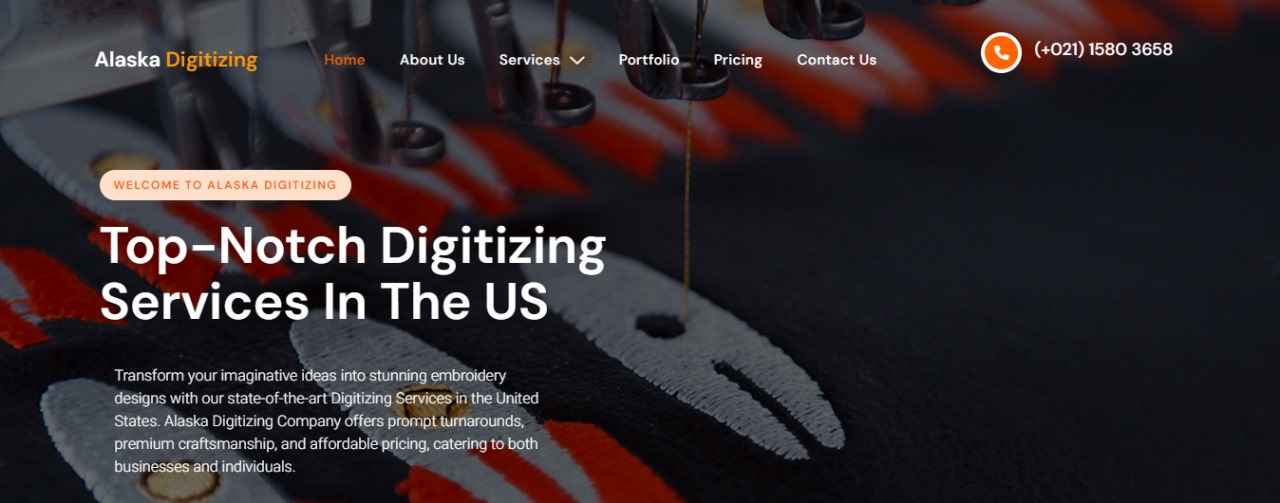 Alaska Digitizing
Home
About Us
Services
Portfolio
Pricing
Contact Us
(+021) 1580 3658
WELCOME TO ALASKA DIGITIZING
Top-Notch Digitizing
Services In The US
Transform your imaginative ideas into stunning embroidery
designs with our state-of-the-art Digitizing Services in the United
States. Alaska Digitizing Company offers prompt turnarounds,
premium craftsmanship, and affordable pricing, catering to both
businesses and individuals.